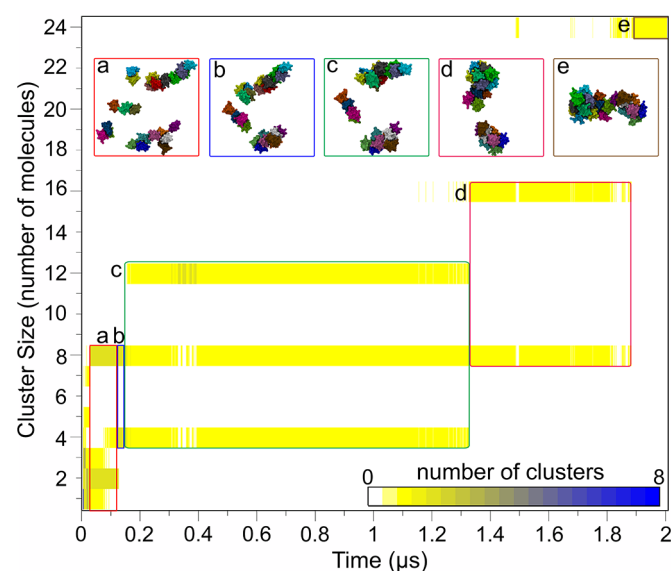 24
22
20
18
16
14
12
10
8
6
4
2
Cluster Size (number of molecules)
a
b
c
d
e
e
d
c
a b
0 8
number of clusters
0 0.2 0.4 0.6 0.8 1 1.2 1.4 1.6 1.8 2
Time (µs)